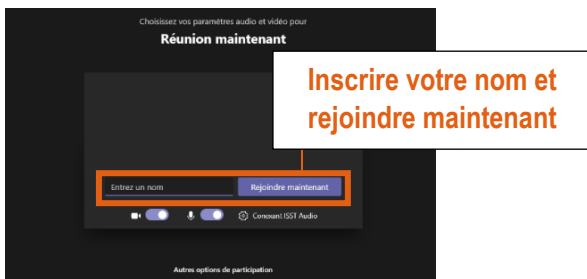 Choisissez vos paramètres audio et vidéo pour
Réunion maintenant
Inscrire votre nom et
rejoindre maintenant
Entrez un nom
Rejoindre maintenant
Conexant ISST Audio
Autres options de participation